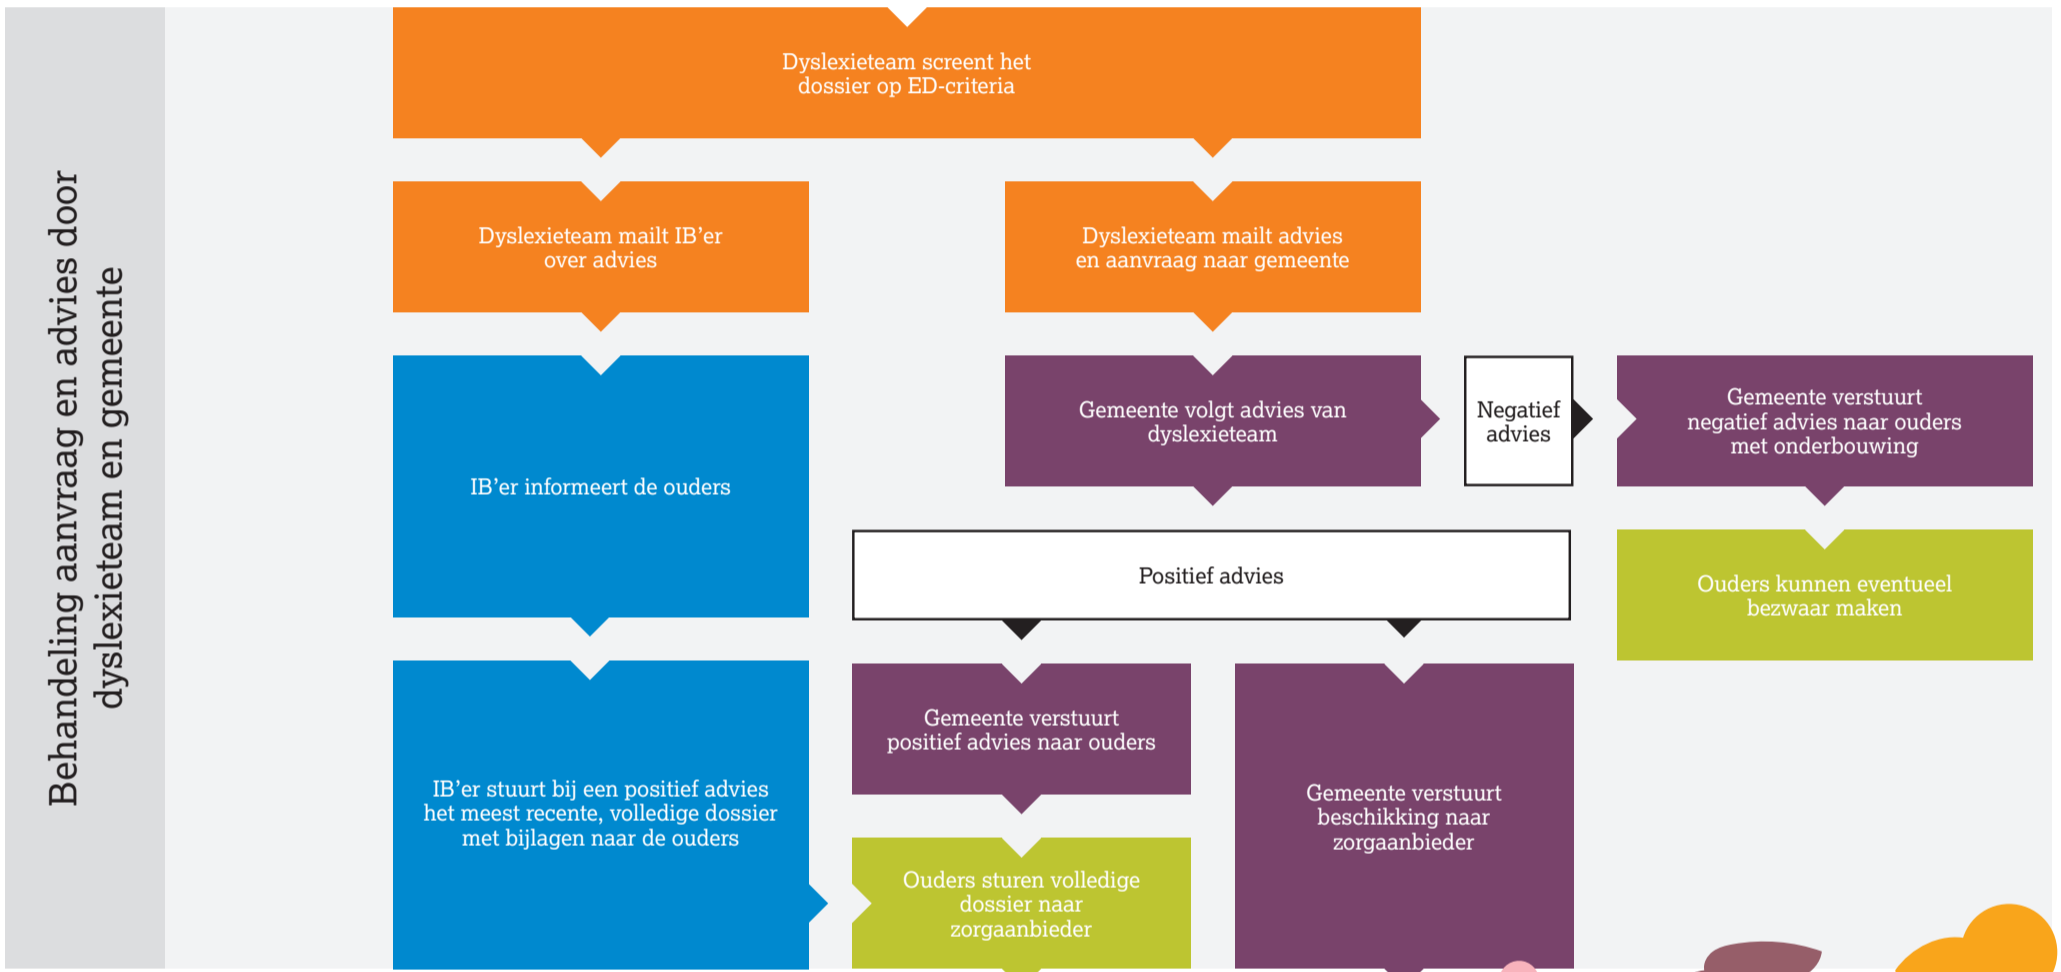 Behandeling aanvraag en advies door
dyslexieteam en gemeente
Dyslexieteam screent het
dossier op ED-criteria
Dyslexieteam mailt IB’er
over advies
Dyslexieteam mailt advies
en aanvraag naar gemeente
IB’er informeert de ouders
Gemeente volgt advies van
dyslexieteam
Negatief
advies
Gemeente verstuurt
negatief advies naar ouders
met onderbouwing
Positief advies
Ouders kunnen eventueel
bezwaar maken
IB’er stuurt bij een positief advies
het meest recente, volledige dossier
met bijlagen naar de ouders
Gemeente verstuurt
positief advies naar ouders
Gemeente verstuurt
beschikking naar
zorgaanbieder
Ouders sturen volledige
dossier naar
zorgaanbieder